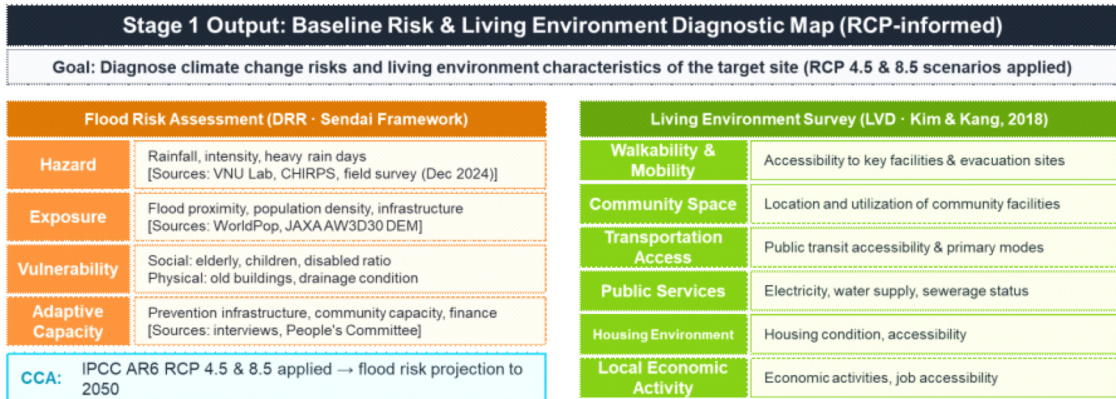 Stage 1 Output: Baseline Risk & Living Environment Diagnostic Map (RCP-informed)
Goal: Diagnose climate change risks and living environment characteristics of the target site (RCP 4.5 & 8.5 scenarios applied)
Flood Risk Assessment (DRR · Sendai Framework)
Hazard
Rainfall, intensity, heavy rain days
[Sources: VNU Lab, CHIRPS, field survey (Dec 2024)]
Exposure
Flood proximity, population density, infrastructure
[Sources: WorldPop, JAXA AW3D30 DEM]
Vulnerability
Social: elderly, children, disabled ratio
Physical: old buildings, drainage condition
Adaptive
Capacity
Prevention infrastructure, community capacity, finance
[Sources: interviews, People's Committee]
CCA:
IPCC AR6 RCP 4.5 & 8.5 applied → flood risk projection to
2050
Living Environment Survey (LVD · Kim & Kang, 2018)
Walkability &
Mobility
Accessibility to key facilities & evacuation sites
Community Space
Location and utilization of community facilities
Transportation
Access
Public transit accessibility & primary modes
Public Services
Electricity, water supply, sewerage status
Housing Environment
Housing condition, accessibility
Local Economic
Activity
Economic activities, job accessibility